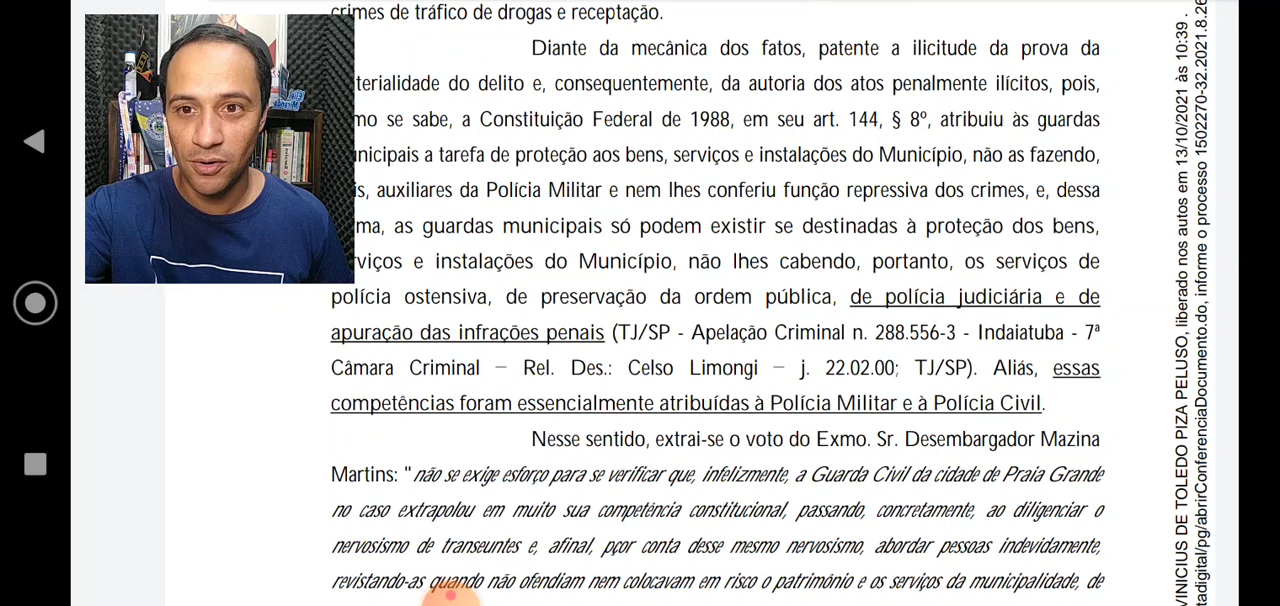 crimes de tráfico de drogas e receptação.
Diante da mecânica dos fatos, patente a ilicitude da prova da
terialidade do delito e, consequentemente, da autoria dos atos penalmente ilícitos, pois,
mo se sabe, a Constituição Federal de 1988, em seu art. 144, § 8º, atribuiu às guardas
nicipais a tarefa de proteção aos bens, serviços e instalações do Município, não as fazendo,
is, auxiliares da Polícia Militar e nem lhes conferiu função repressiva dos crimes, e, dessa
ma, as guardas municipais só podem existir se destinadas à proteção dos bens,
rviços e instalações do Município, não lhes cabendo, portanto, os serviços de
polícia ostensiva, de preservação da ordem pública, de polícia judiciária e de
apuração das infrações penais (TJ/SP - Apelação Criminal n. 288.556-3 - Indaiatuba - 7ª
Câmara Criminal – Rel. Des.: Celso Limongi – j. 22.02.00; TJ/SP). Aliás, essas
competências foram essencialmente atribuídas à Polícia Militar e à Polícia Civil.
Nesse sentido, extrai-se o voto do Exmo. Sr. Desembargador Mazina
Martins: " não se exige esforço para se verificar que, infelizmente, a Guarda Civil da cidade de Praia Grande
no caso extrapolou em muito sua competência constitucional, passando, concretamente, ao diligenciar o
nervosismo de transeuntes e, afinal, pçor conta desse mesmo nervosismo, abordar pessoas indevidamente,
revistando-as quando não ofendiam nem colocavam em risco o patrimônio e os serviços da municipalidade, de
VINICIUS DE TOLEDO PIZA PELUSO, liberado nos autos em 13/10/2021 às 10:39 .
tadigital/pg/abrirConferenciaDocumento.do, informe o processo 1502270-32.2021.8.26